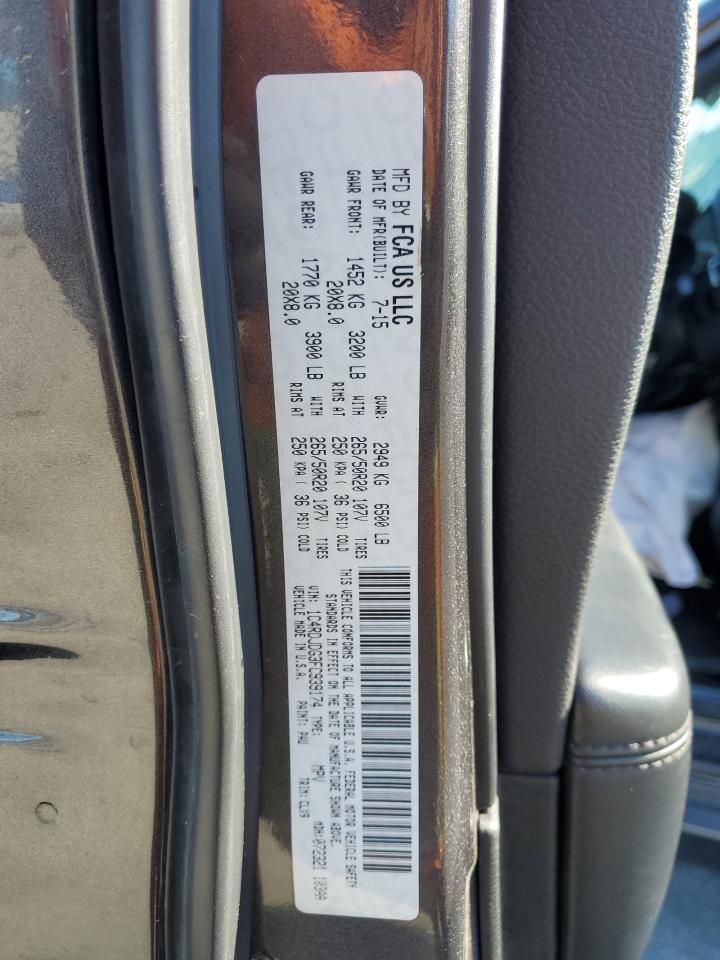 MFD BY FCA US LLC
DATE OF MFR(BUILT): 7-15 GVWR: 2949 KG 6500 LB
GAWR FRONT: 1452 KG 3200 LB WITH 265/50R20 107V TIRES
20X8.0 RIMS AT 250 KPA ( 36 PSI) COLD
GAWR REAR: 1770 KG 3900 LB WITH 265/50R20 107V TIRES
20X8.0 RIMS AT 250 KPA ( 36 PSI) COLD
THIS VEHICLE CONFORMS TO ALL APPLICABLE U.S.A. FEDERAL MOTOR VEHICLE SAFETY
STANDARDS IN EFFECT ON THE DATE OF MANUFACTURE SHOWN ABOVE.
VIN: 1C4RDJDG3FC939174 TYPE: MPV MDH:072321 103AA
VEHICLE MADE IN U.S.A. PAINT: PAU TRIM: CLX9